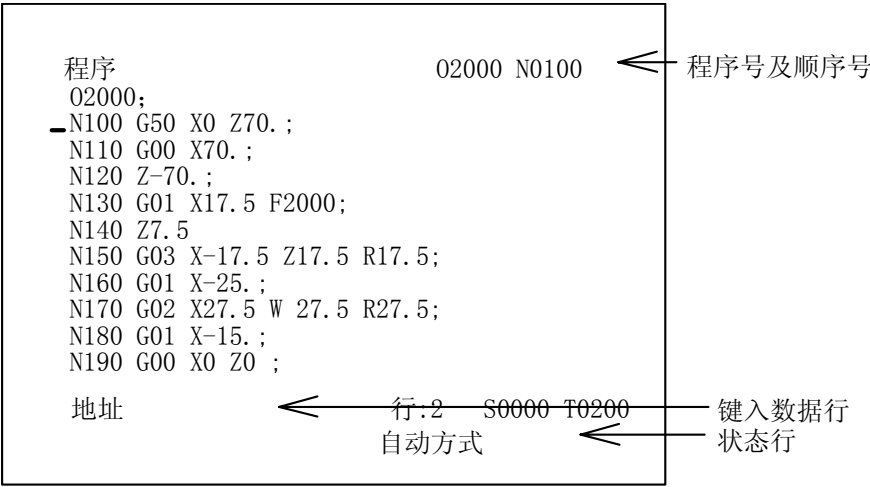 程序 O2000 N0100 程序号及顺序号
O2000;
N100 G50 X0 Z70.;
N110 G00 X70.;
N120 Z-70.;
N130 G01 X17.5 F2000;
N140 Z7.5
N150 G03 X-17.5 Z17.5 R17.5;
N160 G01 X-25.;
N170 G02 X27.5 W 27.5 R27.5;
N180 G01 X-15.;
N190 G00 X0 Z0 ;
地址 行:2 S0000 T0200 键入数据行
自动方式 状态行